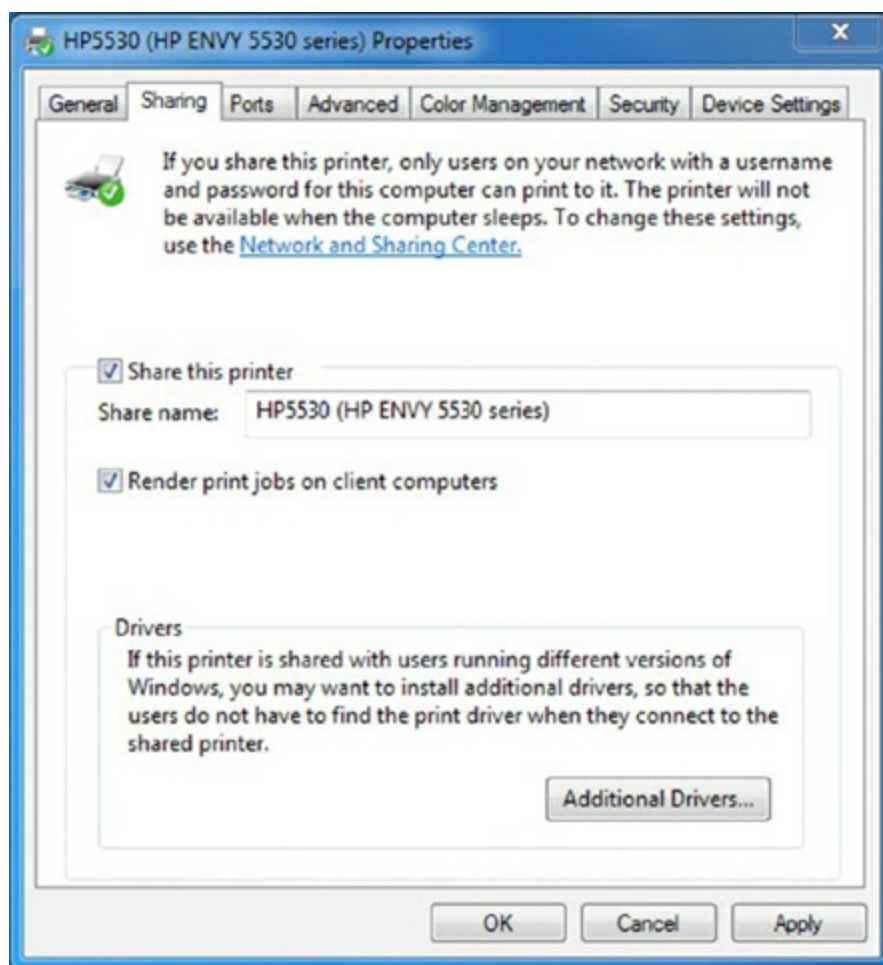 HP5530 (HP ENVY 5530 series) Properties
x
General Sharing Ports Advanced Color Management Security Device Settings
If you share this printer, only users on your network with a username
and password for this computer can print to it. The printer will not
be available when the computer sleeps. To change these settings,
use the Network and Sharing Center.
Share this printer
Share name: HP5530 (HP ENVY 5530 series)
Render print jobs on client computers
Drivers
If this printer is shared with users running different versions of
Windows, you may want to install additional drivers, so that the
users do not have to find the print driver when they connect to the
shared printer.
Additional Drivers...
OK Cancel Apply